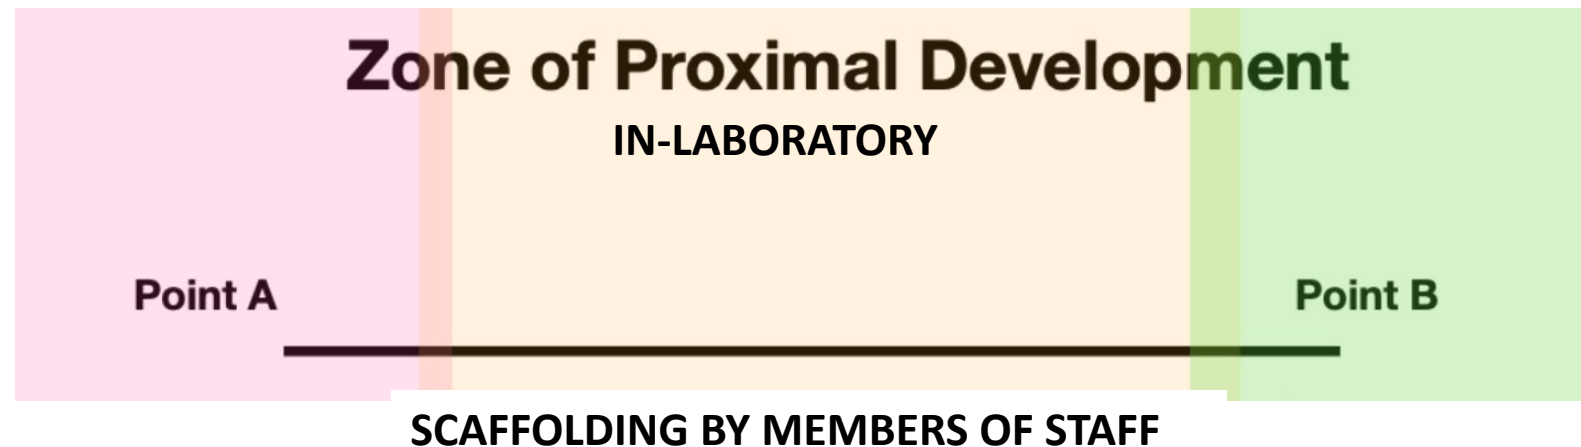 Zone of Proximal Development
IN-LABORATORY
Point A
Point B
SCAFFOLDING BY MEMBERS OF STAFF